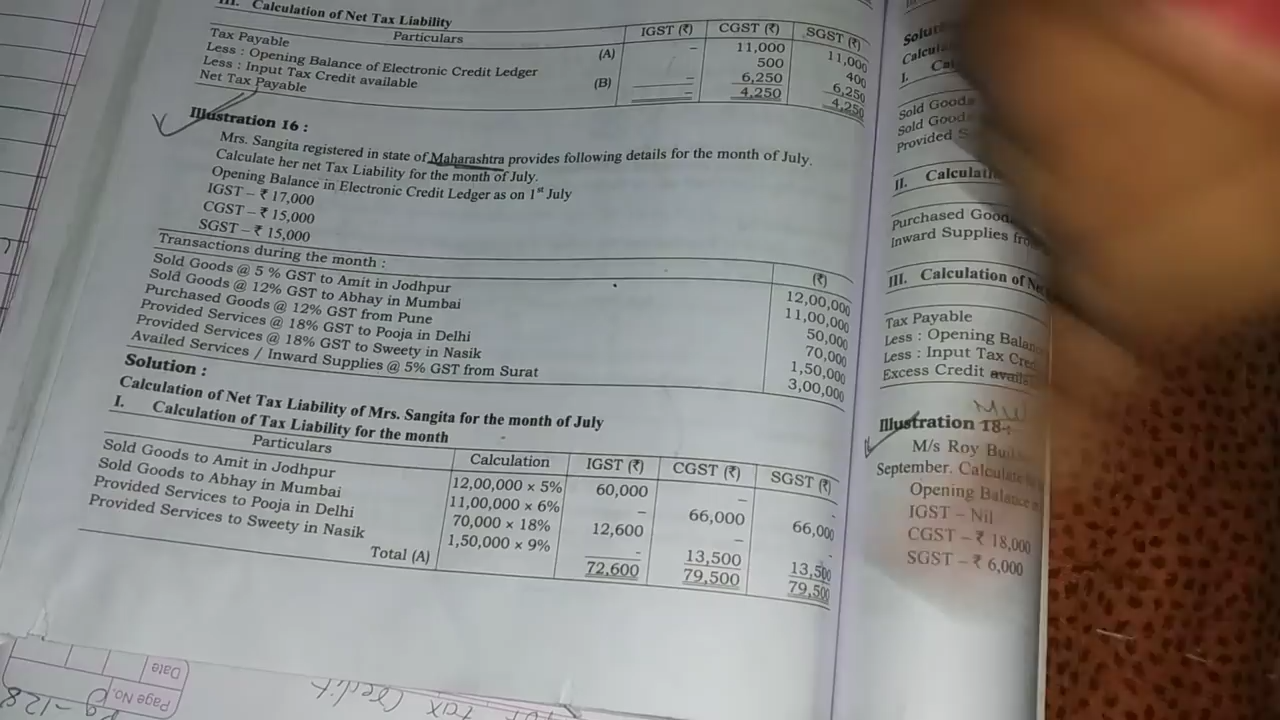 III. Calculation of Net Tax Liability
Particulars IGST (₹) CGST (₹) SGST (₹)
Tax Payable (A) – 11,000 11,000
Less : Opening Balance of Electronic Credit Ledger 500 400
Less : Input Tax Credit available (B) – 6,250 6,250
Net Tax Payable – 4,250 4,250
Illustration 16 :
Mrs. Sangita registered in state of Maharashtra provides following details for the month of July.
Calculate her net Tax Liability for the month of July.
Opening Balance in Electronic Credit Ledger as on 1st July
IGST – ₹ 17,000
CGST – ₹ 15,000
SGST – ₹ 15,000
Transactions during the month : (₹)
Sold Goods @ 5 % GST to Amit in Jodhpur 12,00,000
Sold Goods @ 12% GST to Abhay in Mumbai 11,00,000
Purchased Goods @ 12% GST from Pune 50,000
Provided Services @ 18% GST to Pooja in Delhi 70,000
Provided Services @ 18% GST to Sweety in Nasik 1,50,000
Availed Services / Inward Supplies @ 5% GST from Surat 3,00,000
Solution :
Calculation of Net Tax Liability of Mrs. Sangita for the month of July
I. Calculation of Tax Liability for the month
Particulars Calculation IGST (₹) CGST (₹) SGST (₹)
Sold Goods to Amit in Jodhpur 12,00,000 × 5% 60,000 – -
Sold Goods to Abhay in Mumbai 11,00,000 × 6% – 66,000 66,000
Provided Services to Pooja in Delhi 70,000 × 18% 12,600 – -
Provided Services to Sweety in Nasik 1,50,000 × 9% - 13,500 13,500
Total (A) 72,600 79,500 79,500
Date
Page No.
Pg-128
tax Credit
I.
Sold Goods
Sold Goods
Provided
II.
Purchased
Inward Supplies
III. Calculation of
Tax Payable
Less : Opening
Less : Input Tax
Excess Credit
Illustration 18 :
M/s Roy
September. Calculate
Opening Balance
IGST – Nil
CGST – ₹ 18,000
SGST – ₹ 6,000